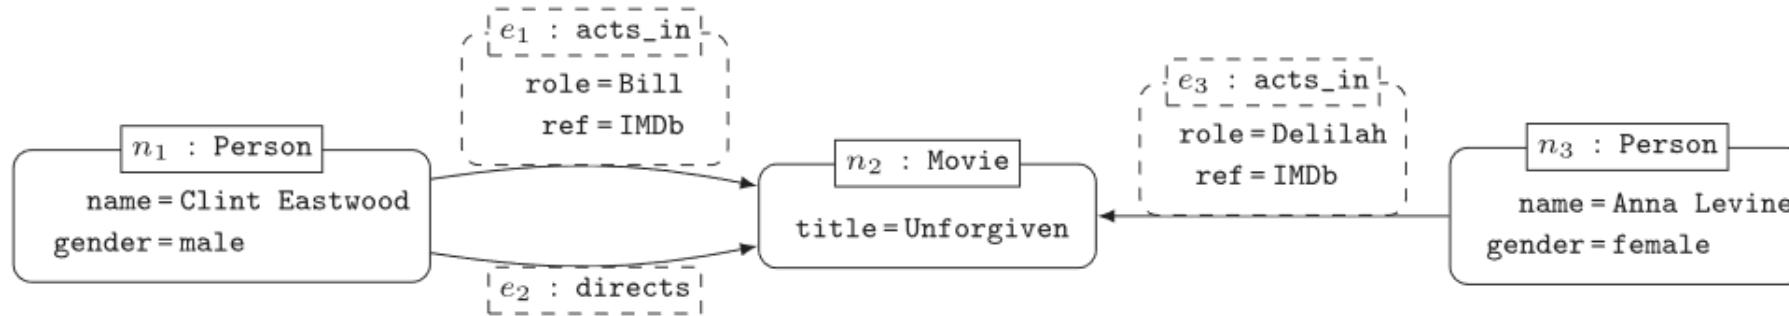 e1 : acts_in
role = Bill
ref = IMDb
n1 : Person
name = Clint Eastwood
gender = male
e2 : directs
n2 : Movie
title = Unforgiven
e3 : acts_in
role = Delilah
ref = IMDb
n3 : Person
name = Anna Levine
gender = female